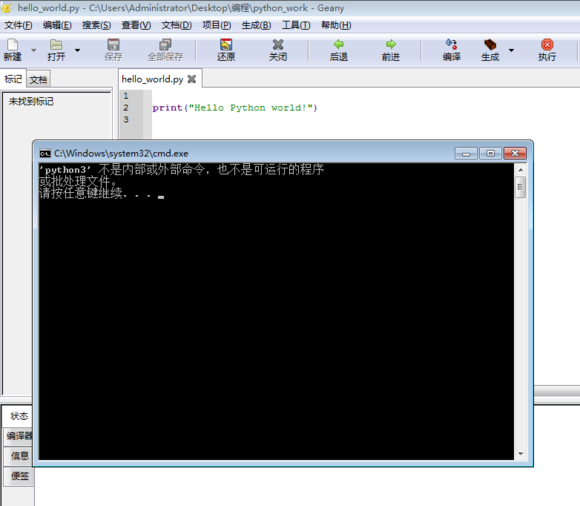 hello_world.py - C:\Users\Administrator\Desktop\编程\python_work - Geany
文件(F) 编辑(E) 搜索(S) 查看(V) 文档(D) 项目(P) 生成(B) 工具(T) 帮助(H)
新建 打开 保存 全部保存 还原 关闭 后退 前进 编译 生成 执行
标记 文档 hello_world.py
未找到标记
1
2 print("Hello Python world!")
3
C:\Windows\system32\cmd.exe
'python3' 不是内部或外部命令，也不是可运行的程序
或批处理文件。
请按任意键继续. . .
状态
编译器
信息
便签